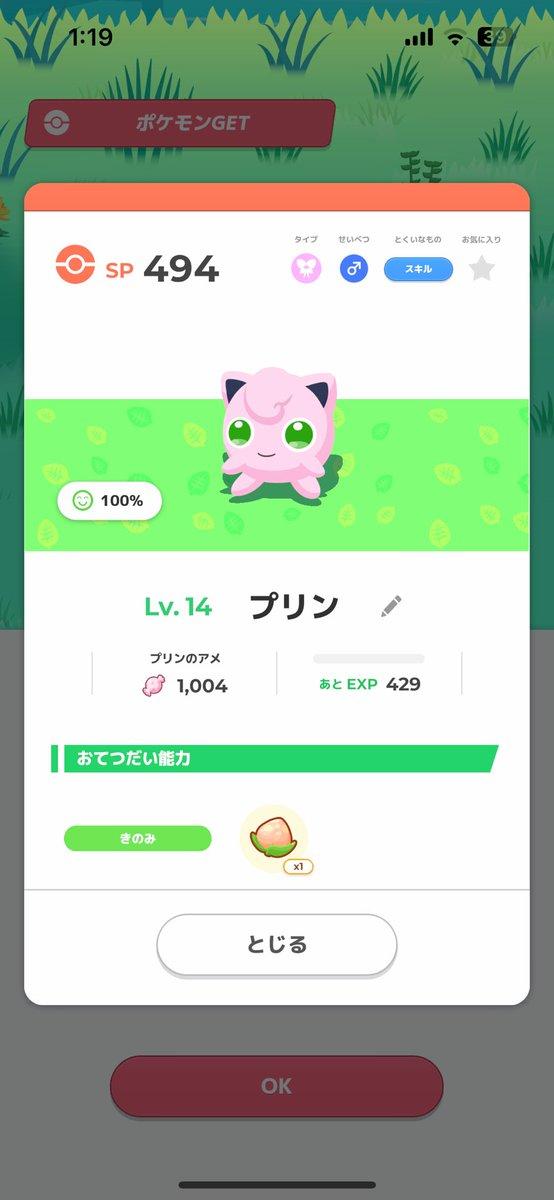 1:19
39
ポケモンGET
タイプ
せいべつ
とくいなもの
お気に入り
SP 494
スキル
100%
Lv. 14 プリン
プリンのアメ
1,004
あと EXP 429
おてつだい能力
きのみ
x1
とじる
OK